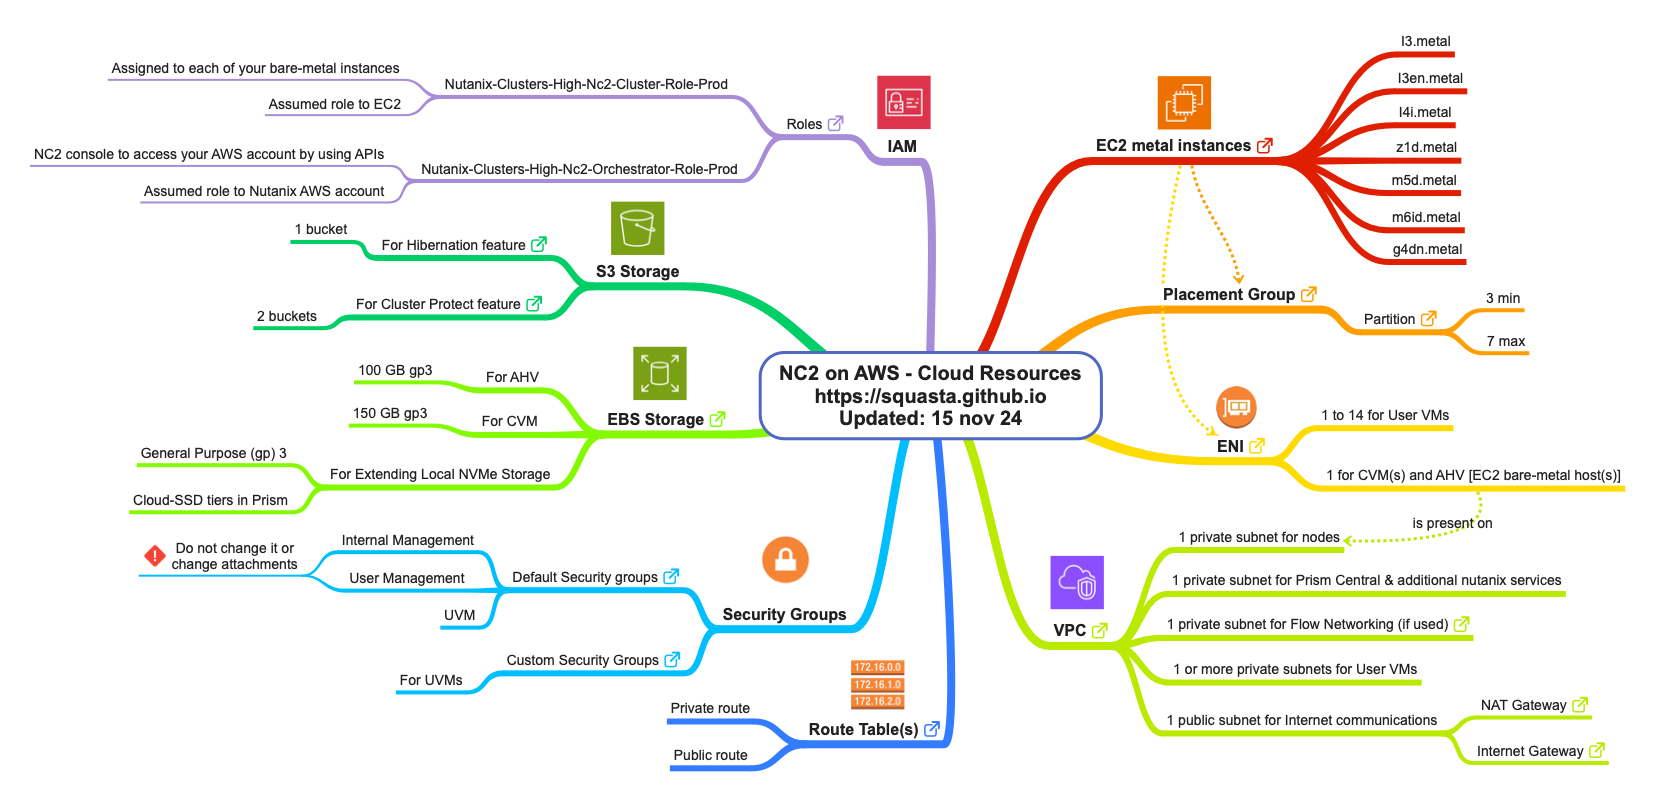 NC2 on AWS - Cloud Resources
https://squasta.github.io
Updated: 15 nov 24
IAM
Roles
Nutanix-Clusters-High-Nc2-Cluster-Role-Prod
Assigned to each of your bare-metal instances
Assumed role to EC2
Nutanix-Clusters-High-Nc2-Orchestrator-Role-Prod
NC2 console to access your AWS account by using APIs
Assumed role to Nutanix AWS account
S3 Storage
For Hibernation feature
1 bucket
For Cluster Protect feature
2 buckets
EBS Storage
For AHV
100 GB gp3
For CVM
150 GB gp3
For Extending Local NVMe Storage
General Purpose (gp) 3
Cloud-SSD tiers in Prism
Security Groups
Default Security groups
Internal Management
User Management
Do not change it or
change attachments
UVM
Custom Security Groups
For UVMs
172.16.0.0
172.16.1.0
172.16.2.0
Route Table(s)
Private route
Public route
EC2 metal instances
I3.metal
I3en.metal
I4i.metal
z1d.metal
m5d.metal
m6id.metal
g4dn.metal
Placement Group
Partition
3 min
7 max
ENI
1 to 14 for User VMs
1 for CVM(s) and AHV [EC2 bare-metal host(s)]
is present on
VPC
1 private subnet for nodes
1 private subnet for Prism Central & additional nutanix services
1 private subnet for Flow Networking (if used)
1 or more private subnets for User VMs
1 public subnet for Internet communications
NAT Gateway
Internet Gateway